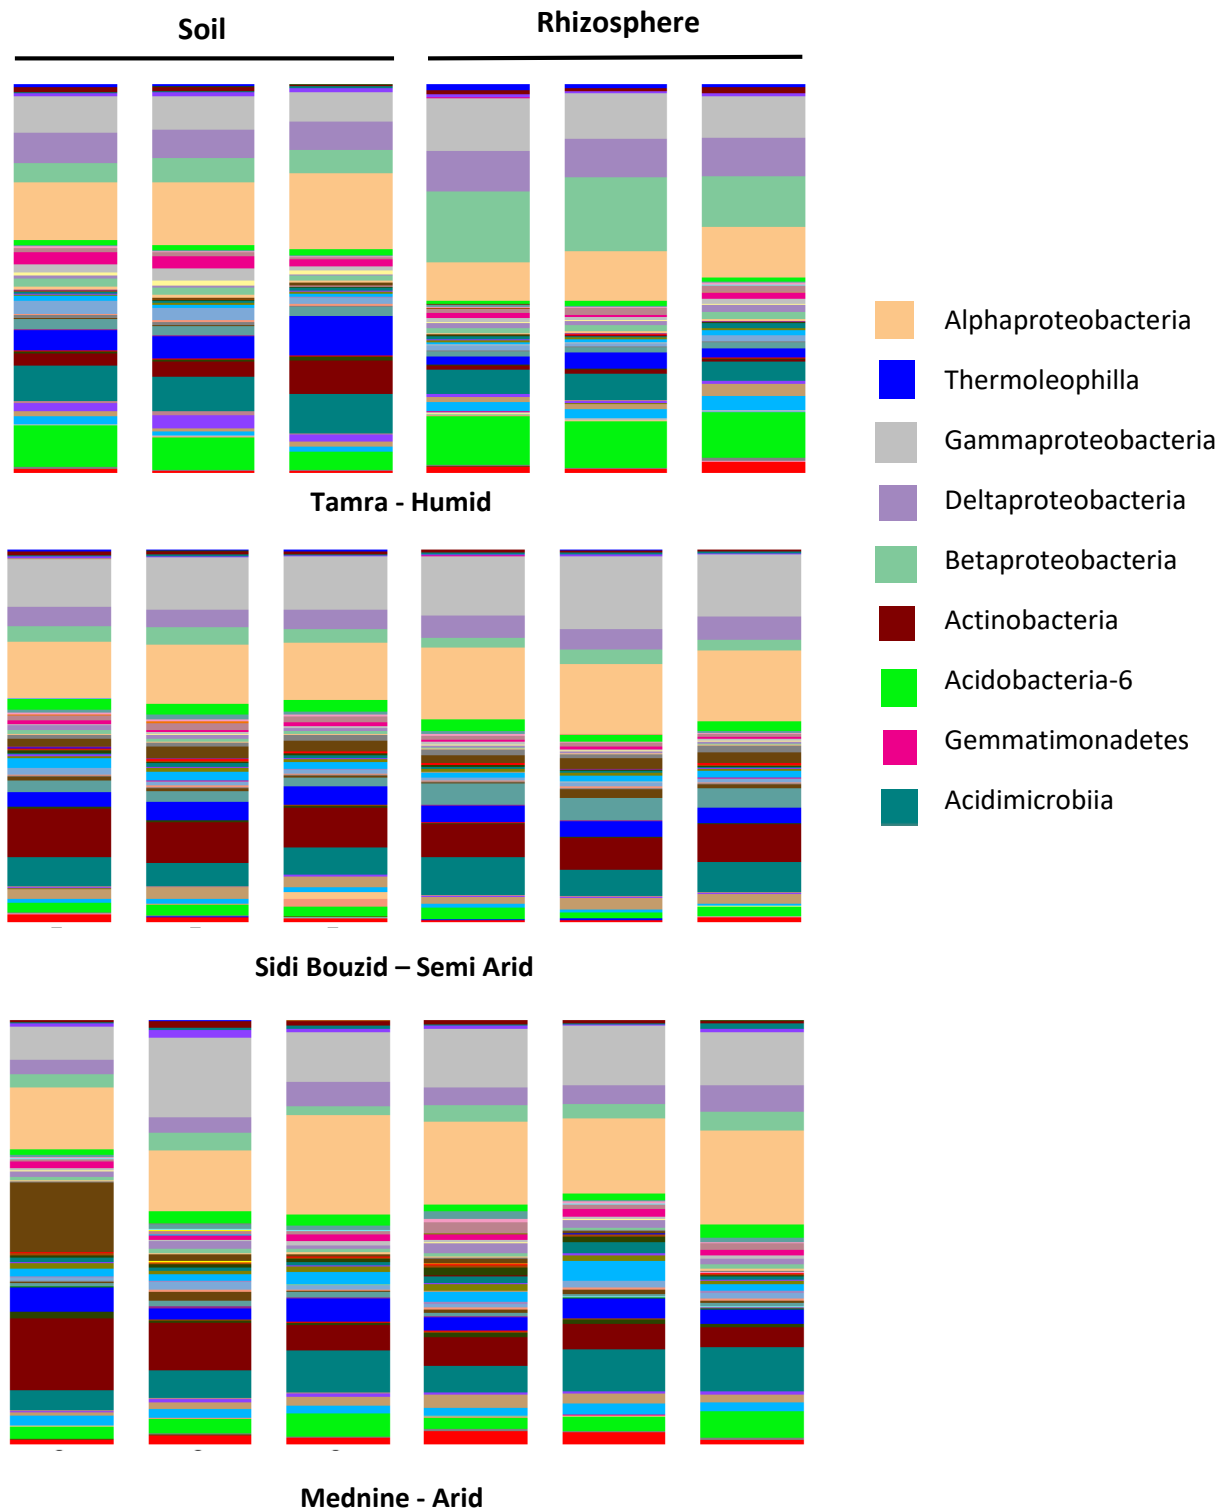 Soil
Rhizosphere
Tamra - Humid
Alphaproteobacteria
Thermoleophilla
Gammaproteobacteria
Deltaproteobacteria
Betaproteobacteria
Actinobacteria
Acidobacteria-6
Gemmatimonadetes
Acidimicrobiia
Sidi Bouzid – Semi Arid
Mednine - Arid